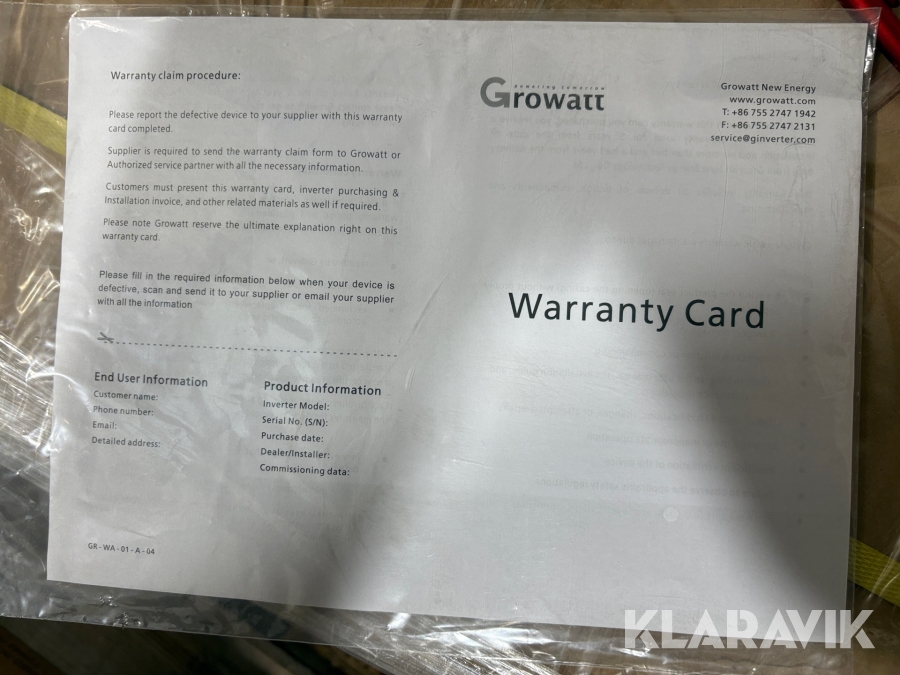 Warranty claim procedure:
Please report the defective device to your supplier with this warranty
card completed.
Supplier is required to send the warranty claim form to Growatt or
Authorized service partner with all the necessary information.
Customers must present this warranty card, inverter purchasing &
Installation invoice, and other related materials as well if required.
Please note Growatt reserve the ultimate explanation right on this
warranty card.
Please fill in the required information below when your device is
defective, scan and send it to your supplier or email your supplier
with all the information
End User Information
Customer name:
Phone number:
Email:
Detailed address:
Product Information
Inverter Model:
Serial No. (S/N):
Purchase date:
Dealer/Installer:
Commissioning data:
GR-WA-01-A-04
powering tomorrow
Growatt
Growatt New Energy
www.growatt.com
T: +86 755 2747 1942
F: +86 755 2747 2131
service@ginverter.com
Warranty Card
KLARAVIK